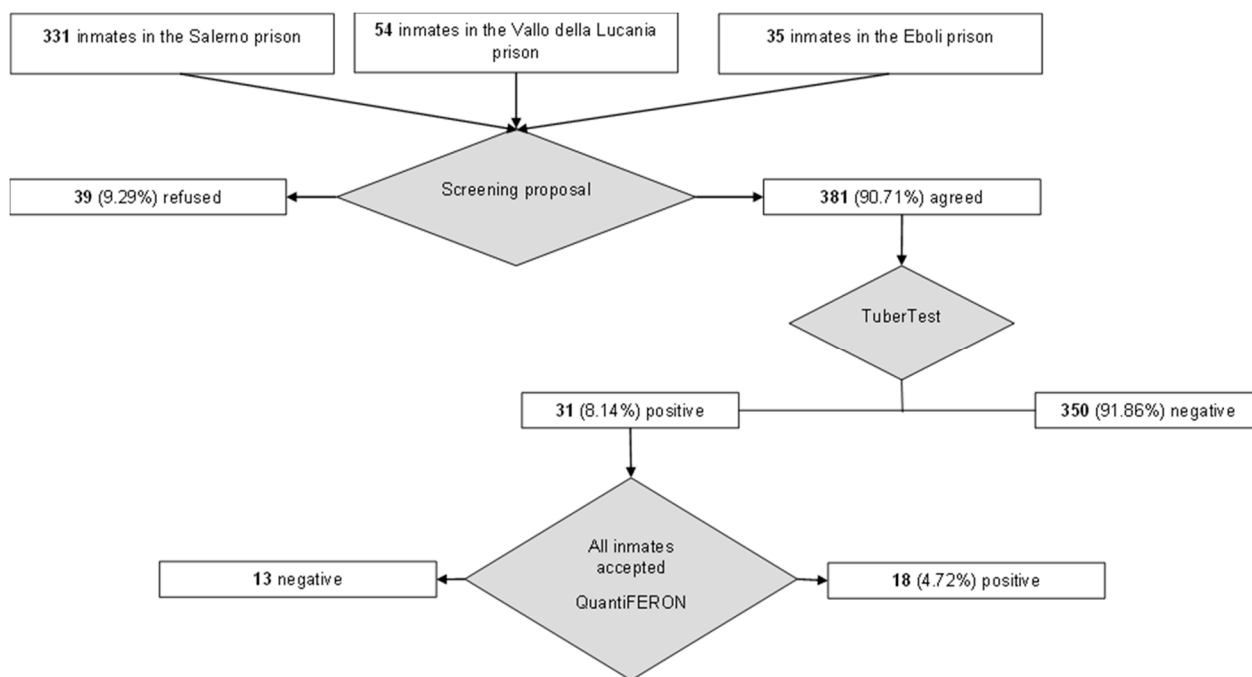 331 inmates in the Salerno prison
54 inmates in the Vallo della Lucania
prison
35 inmates in the Eboli prison
Screening proposal
39 (9.29%) refused
381 (90.71%) agreed
TuberTest
31 (8.14%) positive
350 (91.86%) negative
All inmates
accepted
QuantiFERON
13 negative
18 (4.72%) positive